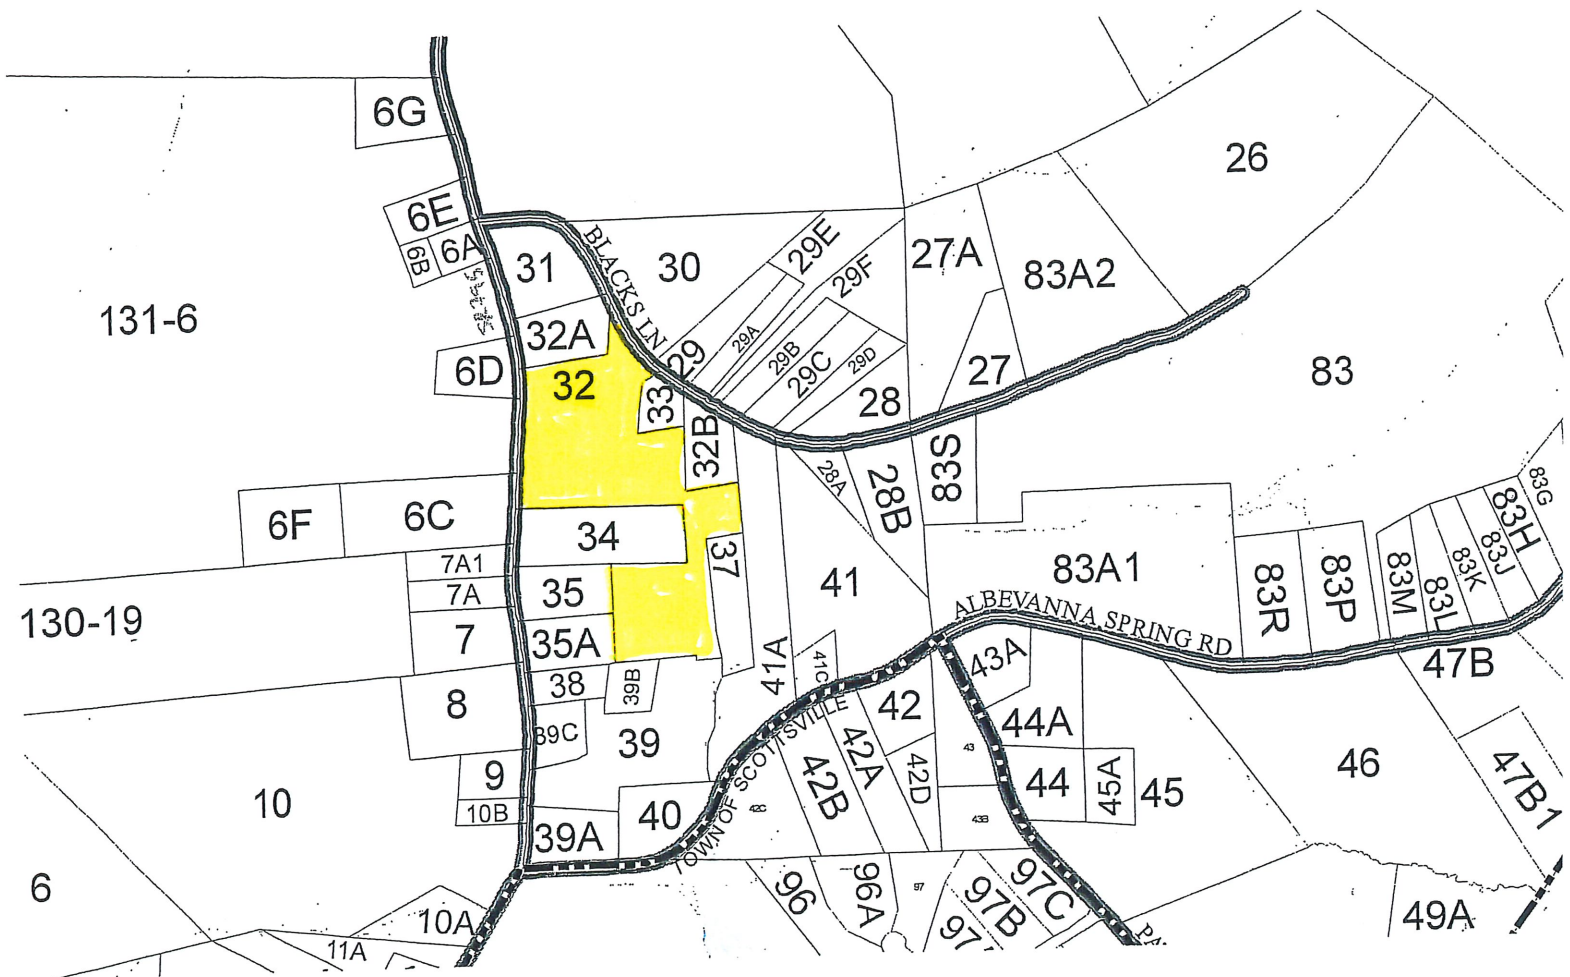 6G
26
6E
6A
6B
31
BLACKS LN
30
29E
29F
27A
83A2
131-6
32A
6D
32
33
29
29A
29B
29C
29D
28
27
83
32B
28A
28B
83S
6F
6C
34
37
83G
83H
83J
83K
83L
83M
83P
83R
83A1
7A1
7A
7
35
35A
41
130-19
ALBEVANNA SPRING RD
41A
41C
43A
47B
8
38
39B
39C
39
42
44A
TOWN OF SCOTTSVILLE
42A
42B
42C
42D
43
43B
44
45A
45
46
47B1
9
10
10B
39A
40
6
10A
11A
96
96A
97
97B
97C
49A